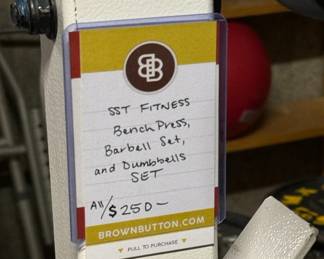 SST FITNESS
Bench Press,
Barbell Set,
and Dumbbells
SET
All/$250-
BROWNBUTTON.COM
PULL TO PURCHASE